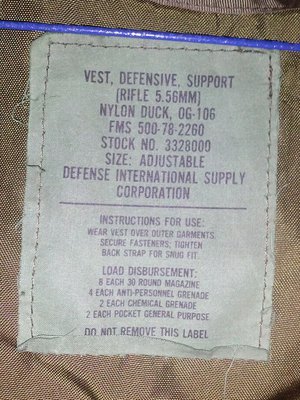 VEST, DEFENSIVE, SUPPORT
(RIFLE 5.56MM)
NYLON DUCK, OG-106
FMS 500-78-2260
STOCK NO. 3328000
SIZE: ADJUSTABLE
DEFENSE INTERNATIONAL SUPPLY
CORPORATION
INSTRUCTIONS FOR USE:
WEAR VEST OVER OUTER GARMENTS.
SECURE FASTENERS; TIGHTEN
BACK STRAP FOR SNUG FIT.
LOAD DISBURSEMENT:
8 EACH 30 ROUND MAGAZINE
4 EACH ANTI-PERSONNEL GRENADE
2 EACH CHEMICAL GRENADE
2 EACH POCKET GENERAL PURPOSE
DO NOT REMOVE THIS LABEL